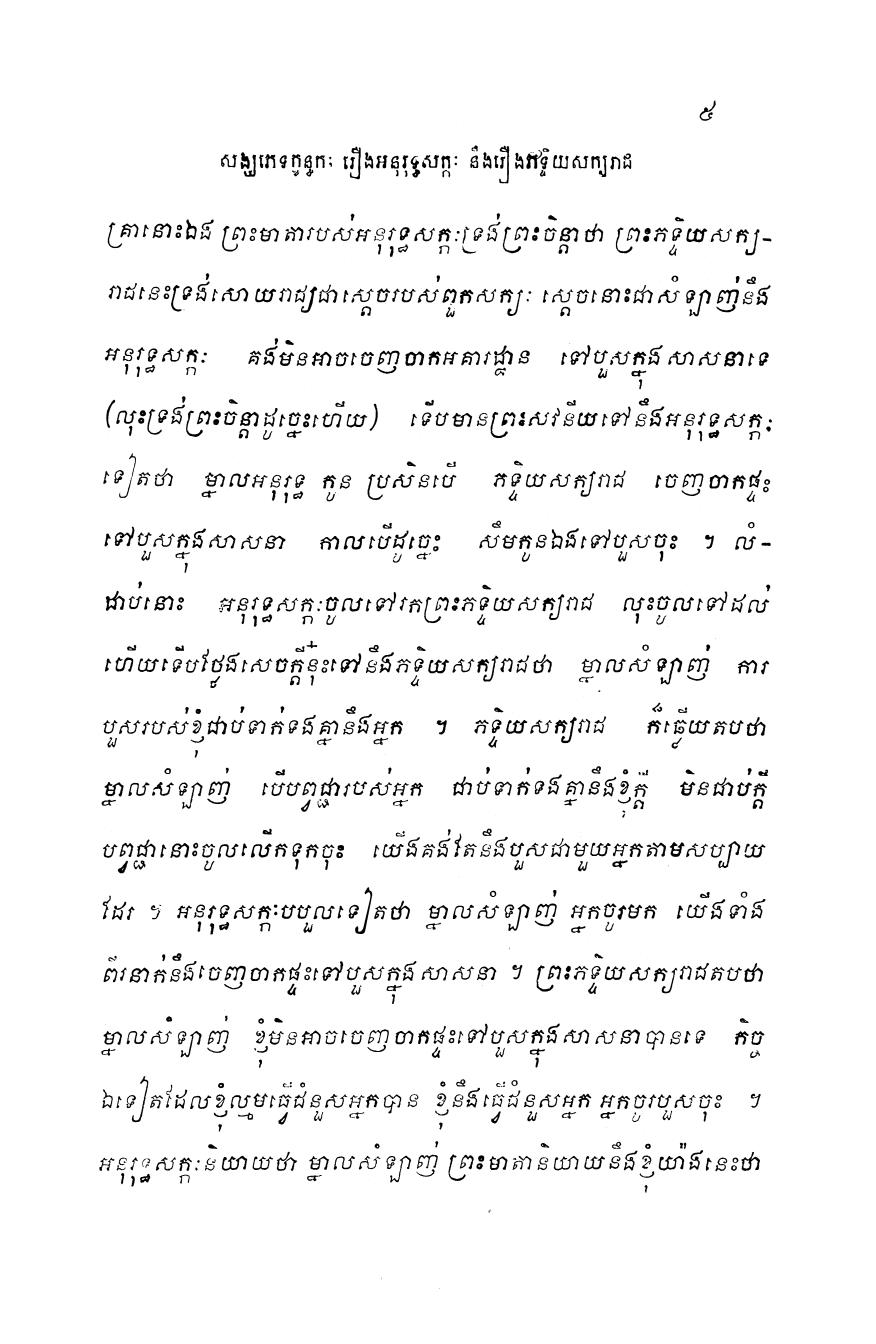 ៥
សង្ឃភេទកូន្ធកៈ រឿងអនុរុទ្ធសក្កៈ នឹងរឿងភទ្ទិយសក្យរាជ
គ្រានោះឯង ព្រះមាតារបស់អនុរុទ្ធសក្កៈទ្រង់ព្រះចិន្តាថា ព្រះភទ្ទិយសក្យ-
រាជនេះទ្រង់សោយរាជ្យជាស្តេចរបស់ពួកសក្យៈ ស្តេចនោះជាសំឡាញ់នឹង
អនុរុទ្ធសក្កៈ គង់មិនអាចចេញចាកអគារដ្ឋាន ទៅបួសក្នុងសាសនាទេ
(លុះទ្រង់ព្រះចិន្តាដូច្នេះហើយ) ទើបមានព្រះសវនីយទៅនឹងអនុរុទ្ធសក្កៈ
ទៀតថា ម្នាលអនុរុទ្ធ កូន ប្រសិនបើ ភទ្ទិយសក្យរាជ ចេញចាកផ្ទះ
ទៅបួសក្នុងសាសនា កាលបើដូច្នេះ សឹមកូនឯងទៅបួសចុះ ។ លំ-
ដាប់នោះ អនុរុទ្ធសក្កៈចូលទៅរកព្រះភទ្ទិយសក្យរាជ លុះចូលទៅដល់
ហើយទើបថ្លែងសេចក្តីនុ៎ះទៅនឹងភទ្ទិយសក្យរាជថា ម្នាលសំឡាញ់ ការ
បួសរបស់ខ្ញុំជាប់ទាក់ទងគ្នានឹងអ្នក ។ ភទ្ទិយសក្យរាជ ក៏ធ្លើយតបថា
ម្នាលសំឡាញ់ បើបព្វជ្ជារបស់អ្នក ជាប់ទាក់ទងគ្នានឹងខ្ញុំក្តី មិនជាប់ក្តី
បព្វជ្ជានោះចូលលើកទុកចុះ យើងគង់តែនឹងបួសជាមួយអ្នកតាមសប្បាយ
ដែរ ។ អនុរុទ្ធសក្កៈបបួលទៀតថា ម្នាលសំឡាញ់ អ្នកចូរមក យើងទាំង
ពីរនាក់នឹងចេញចាកផ្ទះទៅបួសក្នុងសាសនា ។ ព្រះភទ្ទិយសក្យរាជតបថា
ម្នាលសំឡាញ់ ខ្ញុំមិនអាចចេញចាកផ្ទះទៅបួសក្នុងសាសនាបានទេ កិច្ច
ឯទៀតដែលខ្ញុំល្មមធ្វើជំនួសអ្នកបាន ខ្ញុំនឹងធ្វើជំនួសអ្នក អ្នកចូរបួសចុះ ។
អនុរុទ្ធសក្កៈនិយាយថា ម្នាលសំឡាញ់ ព្រះមាតានិយាយនឹងខ្ញុំយ៉ាងនេះថា